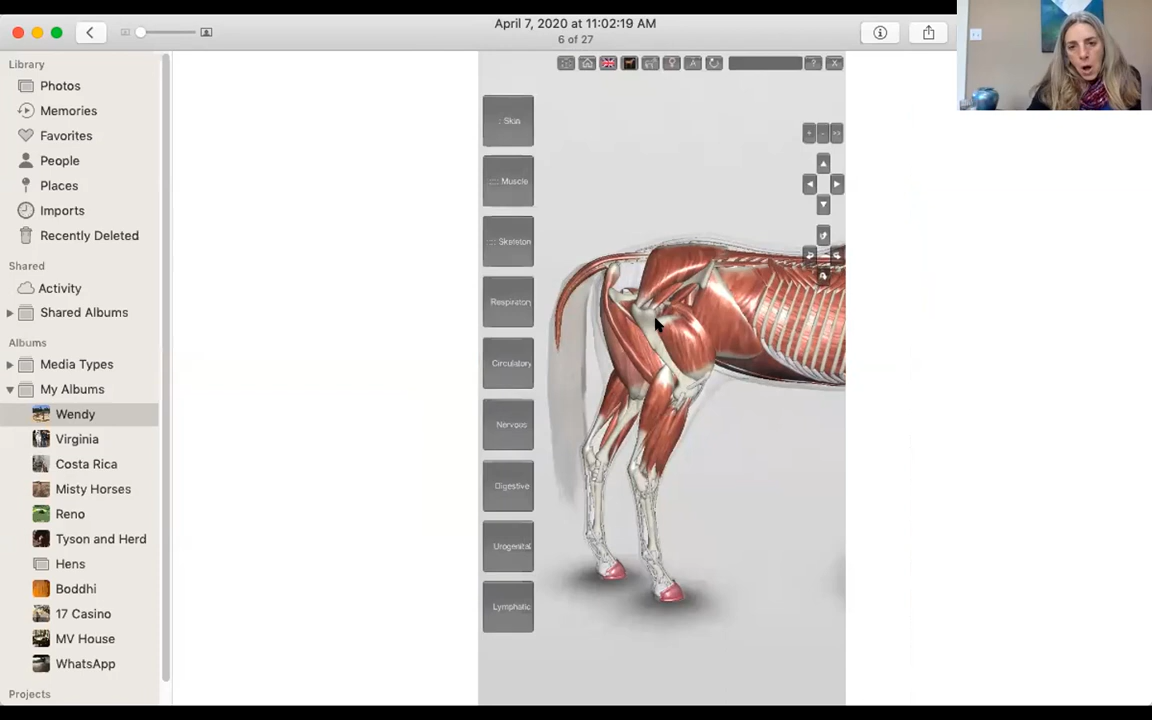 April 7, 2020 at 11:02:19 AM
6 of 27
Library
Photos
Memories
Favorites
People
Places
Imports
Recently Deleted
Shared
Activity
Shared Albums
Albums
Media Types
My Albums
Wendy
Virginia
Costa Rica
Misty Horses
Reno
Tyson and Herd
Hens
Boddhi
17 Casino
MV House
WhatsApp
Projects
? X
: Skin
:::: Muscle
:::: Skeleton
Respiratory
Circulatory
Nervous
Digestive
Urogenital
Lymphatic
+ - >>